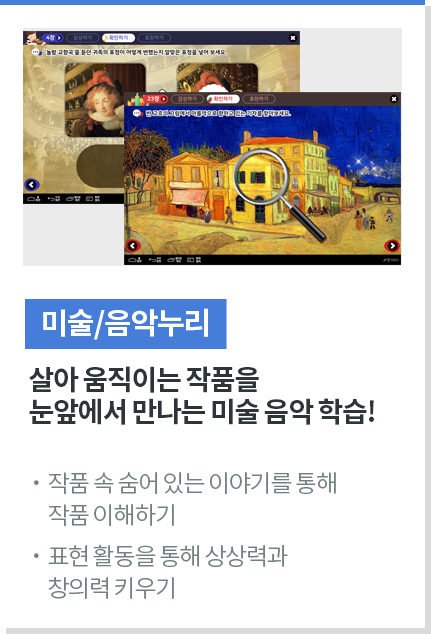 4장
감상하기
확인하기
표현하기
'놀람 교향곡'을 듣던 귀족의 표정이 어떻게 변했는지 알맞은 표정을 넣어 보세요.
23장
감상하기
확인하기
표현하기
미술/음악누리
살아 움직이는 작품을
눈앞에서 만나는 미술 음악 학습!
• 작품 속 숨어 있는 이야기를 통해
작품 이해하기
• 표현 활동을 통해 상상력과
창의력 키우기